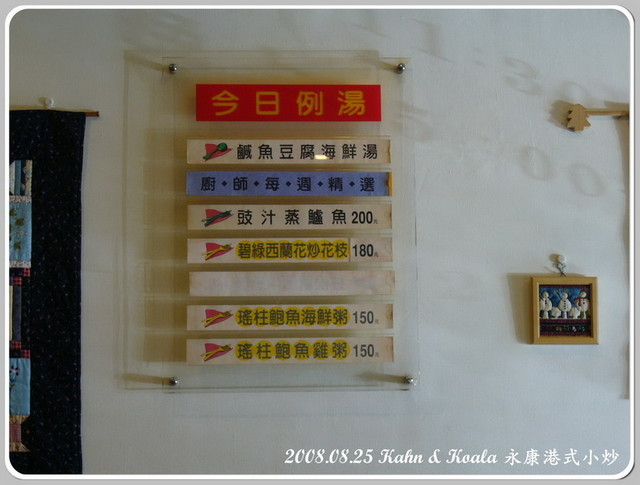 今日例湯
鹹魚豆腐海鮮湯
廚·師·每·週·精·選
豉汁蒸鱸魚200元
碧綠西蘭花炒花枝180元
瑤柱鮑魚海鮮粥150元
瑤柱鮑魚雞粥150元
2008.08.25 Kahn & Koala 永康港式小炒